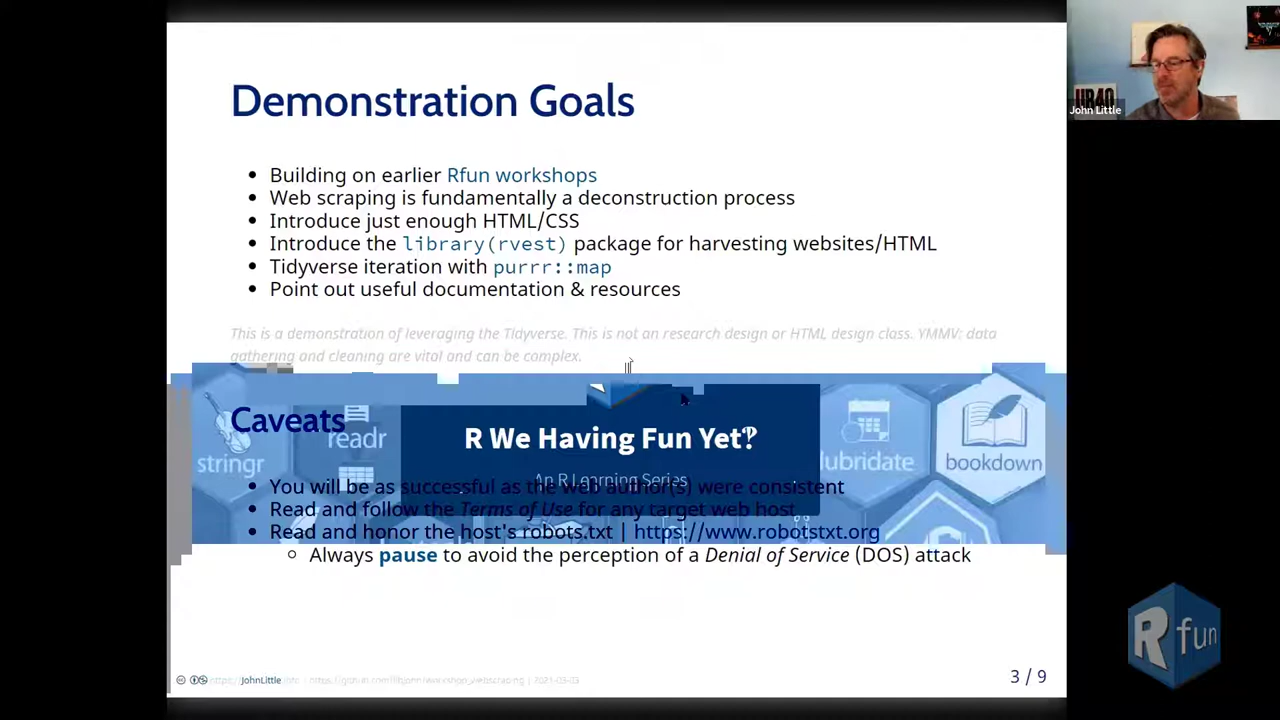 Demonstration Goals
Building on earlier Rfun workshops
Web scraping is fundamentally a deconstruction process
Introduce just enough HTML/CSS
Introduce the library(rvest) package for harvesting websites/HTML
Tidyverse iteration with purrr::map
Point out useful documentation & resources
This is a demonstration of leveraging the Tidyverse. This is not an research design or HTML design class. YMMV: data
gathering and cleaning are vital and can be complex.
Caveats
stringr
readr
R We Having Fun Yet‽
An R Learning Series
lubridate
bookdown
You will be as successful as the web author(s) were consistent
Read and follow the Terms of Use for any target web host
Read and honor the host's robots.txt | https://www.robotstxt.org
Always pause to avoid the perception of a Denial of Service (DOS) attack
JohnLittle
3 / 9
UB40
John Little
R fun